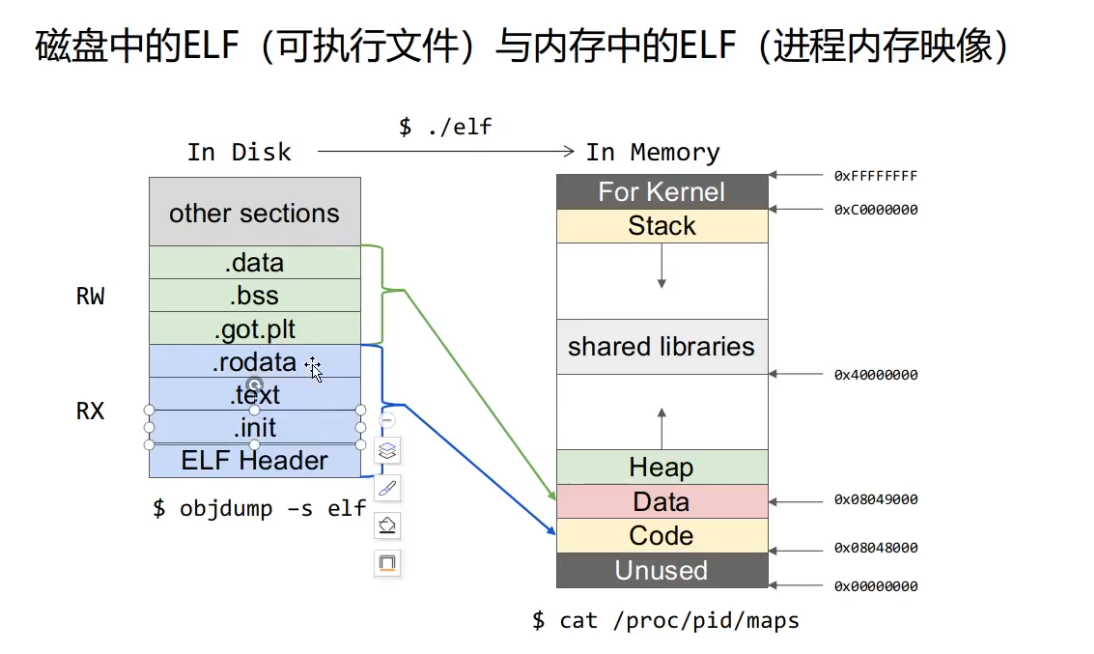 磁盘中的ELF（可执行文件）与内存中的ELF（进程内存映像）
$ ./elf
In Disk
In Memory
other sections
.data
.bss
.got.plt
.rodata
.text
.init
ELF Header
RW
RX
$ objdump -s elf
For Kernel
Stack
shared libraries
Heap
Data
Code
Unused
0xFFFFFFFF
0xC0000000
0x40000000
0x08049000
0x08048000
0x00000000
$ cat /proc/pid/maps